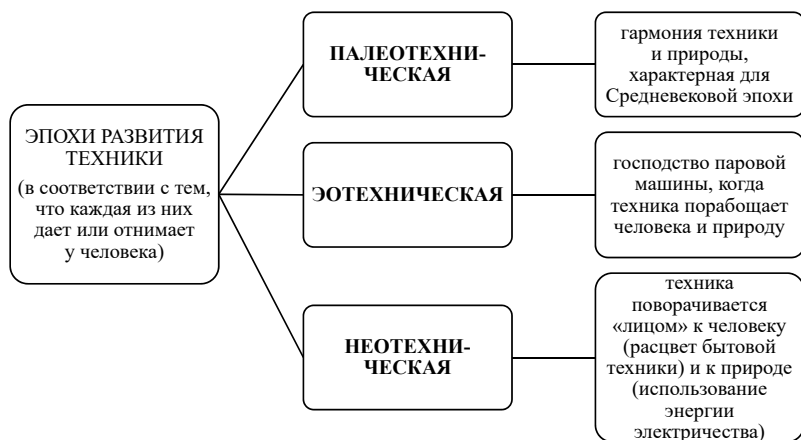 ЭПОХИ РАЗВИТИЯ
ТЕХНИКИ
(в соответствии с тем,
что каждая из них
дает или отнимает
у человека)
ПАЛЕОТЕХНИ-
ЧЕСКАЯ
гармония техники
и природы,
характерная для
Средневековой эпохи
ЭОТЕХНИЧЕСКАЯ
господство паровой
машины, когда
техника порабощает
человека и природу
НЕОТЕХНИ-
ЧЕСКАЯ
техника
поворачивается
«лицом» к человеку
(расцвет бытовой
техники) и к природе
(использование
энергии
электричества)